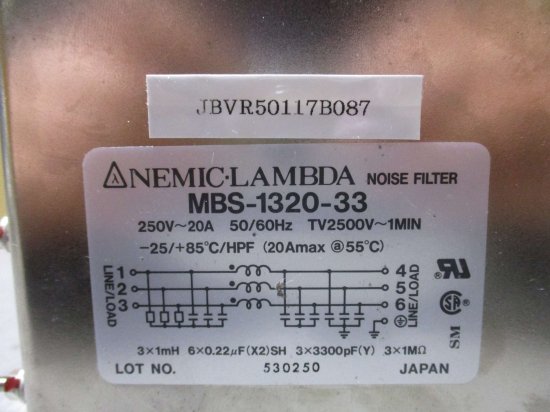 JBVR50117B087
NEMIC·LAMBDA NOISE FILTER
MBS-1320-33
250V~20A 50/60Hz TV2500V~1MIN
-25/+85°C/HPF (20Amax @55°C)
LINE/LOAD
1
2
3
4
5
6
LINE/LOAD
SM
3×1mH 6×0.22μF(X2)SH 3×3300pF(Y) 3×1MΩ
LOT NO. 530250 JAPAN